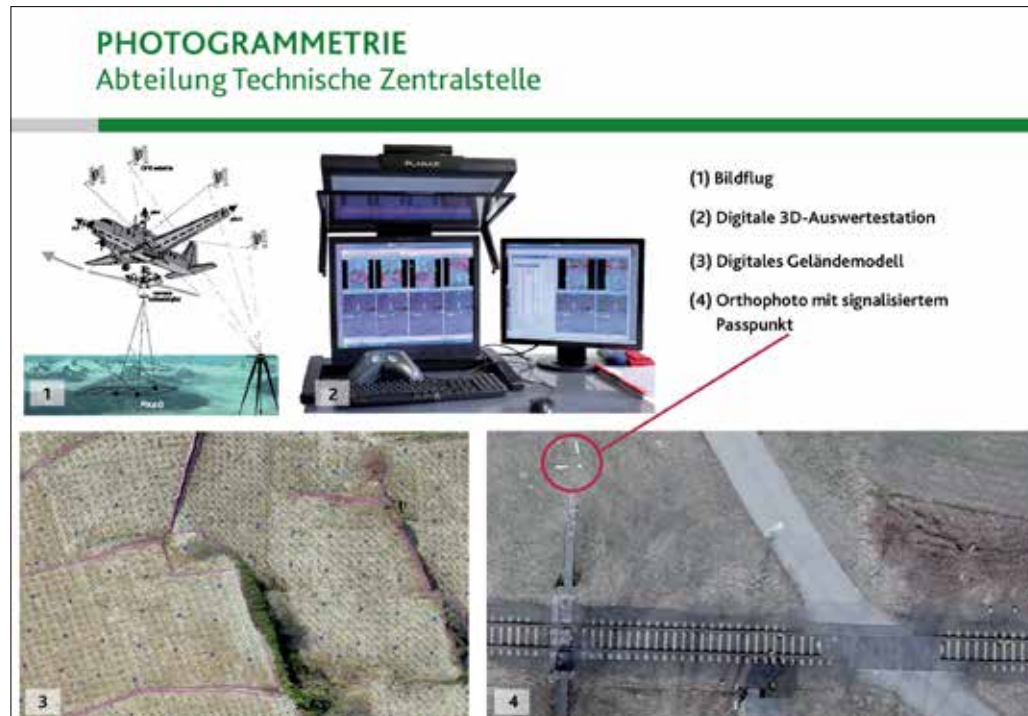 PHOTOGRAMMETRIE
Abteilung Technische Zentralstelle
PLANAR
(1) Bildflug
(2) Digitale 3D-Auswertestation
(3) Digitales Geländemodell
(4) Orthophoto mit signalisiertem
Passpunkt
1
2
3
4